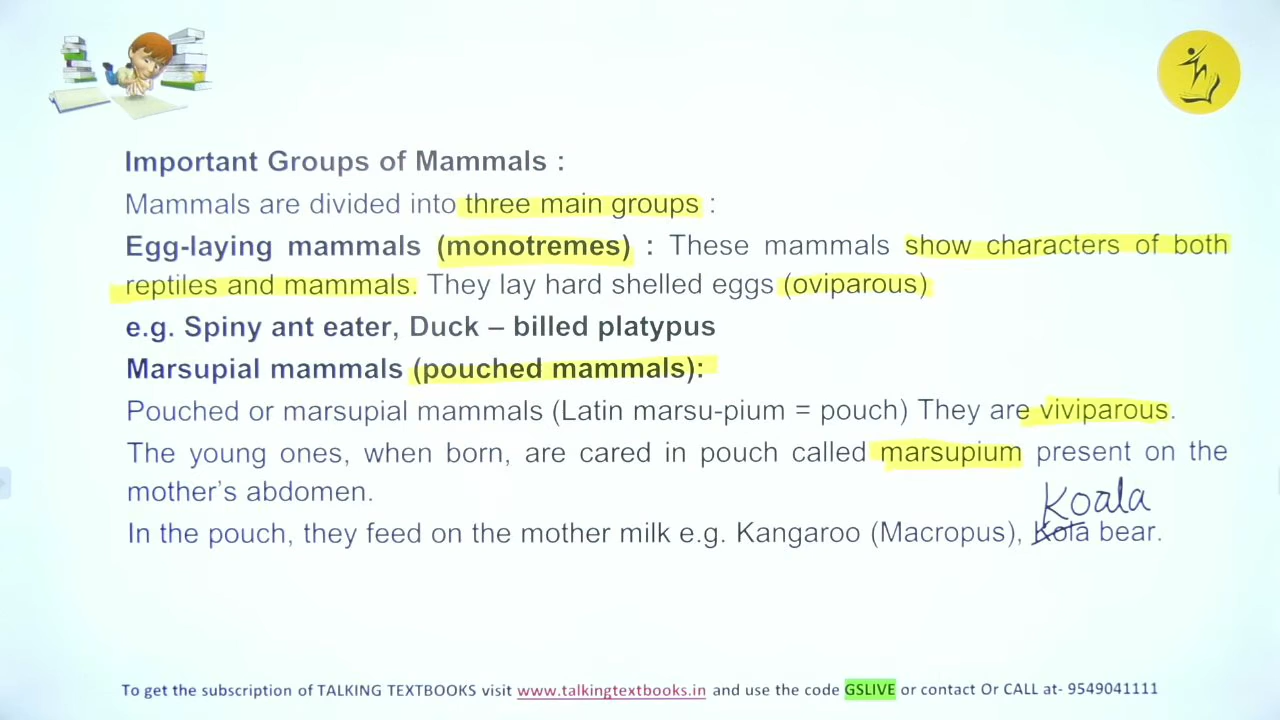 Important Groups of Mammals :
Mammals are divided into three main groups :
Egg-laying mammals (monotremes) : These mammals show characters of both
reptiles and mammals. They lay hard shelled eggs (oviparous)
e.g. Spiny ant eater, Duck – billed platypus
Marsupial mammals (pouched mammals):
Pouched or marsupial mammals (Latin marsu-pium = pouch) They are viviparous.
The young ones, when born, are cared in pouch called marsupium present on the
mother's abdomen.
Koala
In the pouch, they feed on the mother milk e.g. Kangaroo (Macropus), Kola bear.
To get the subscription of TALKING TEXTBOOKS visit www.talkingtextbooks.in and use the code GSLIVE or contact Or CALL at- 9549041111